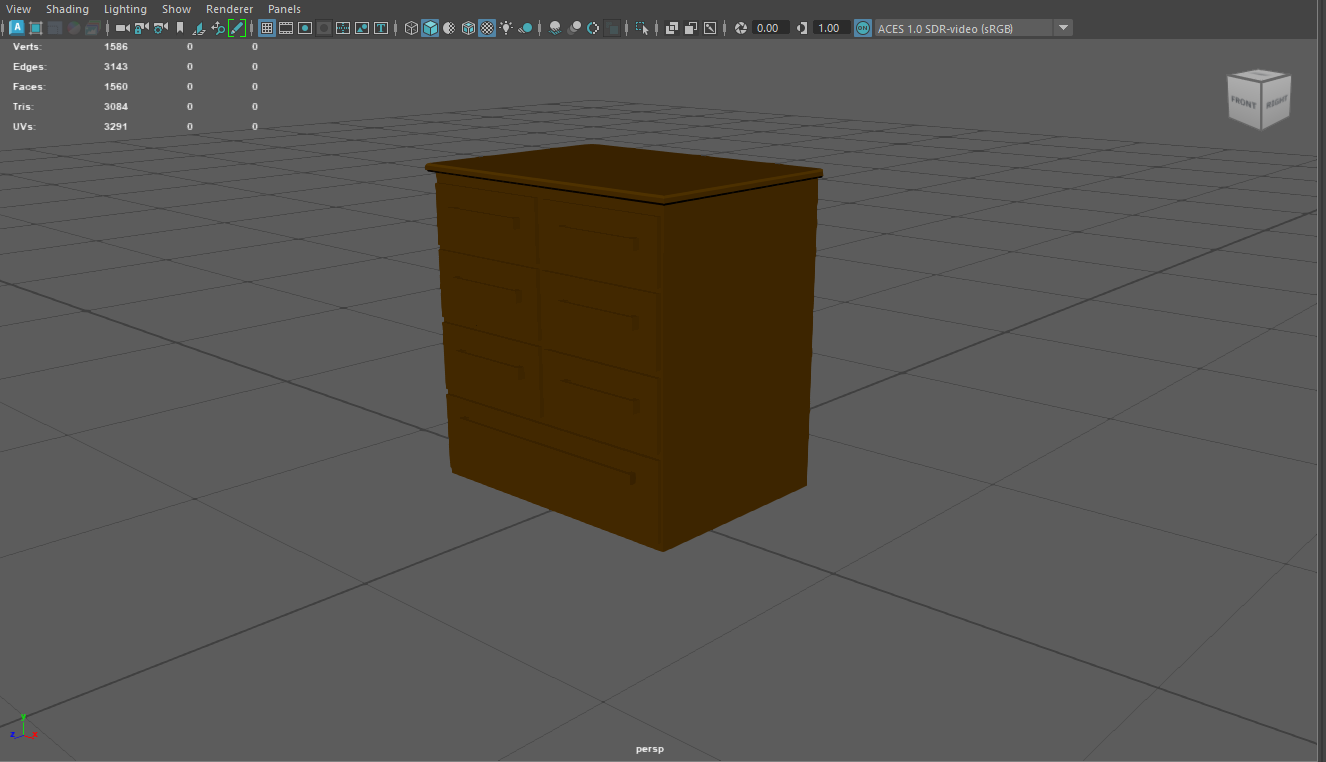 View Shading Lighting Show Renderer Panels
A T 0.00 1.00 ON ACES 1.0 SDR-video (sRGB)
Verts: 1586 0 0
Edges: 3143 0 0
Faces: 1560 0 0
Tris: 3084 0 0
UVs: 3291 0 0
FRONT RIGHT
y
z x
persp